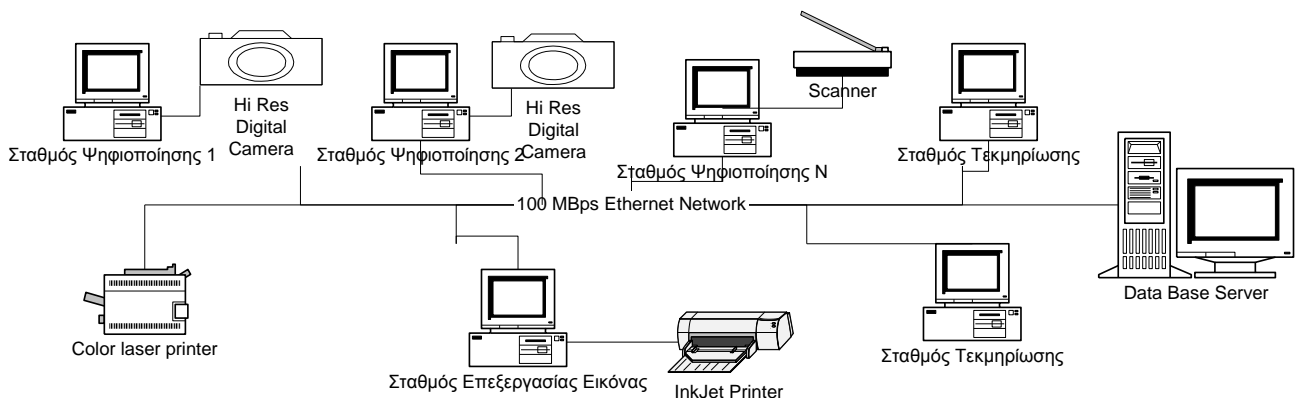 Hi Res
Digital
Camera
Hi Res
Digital
Camera
Scanner
Σταθμός Ψηφιοποίησης 1
Σταθμός Ψηφιοποίησης 2
Σταθμός Ψηφιοποίησης Ν
Σταθμός Τεκμηρίωσης
100 MBps Ethernet Network
Data Base Server
Color laser printer
Σταθμός Επεξεργασίας Εικόνας
InkJet Printer
Σταθμός Τεκμηρίωσης